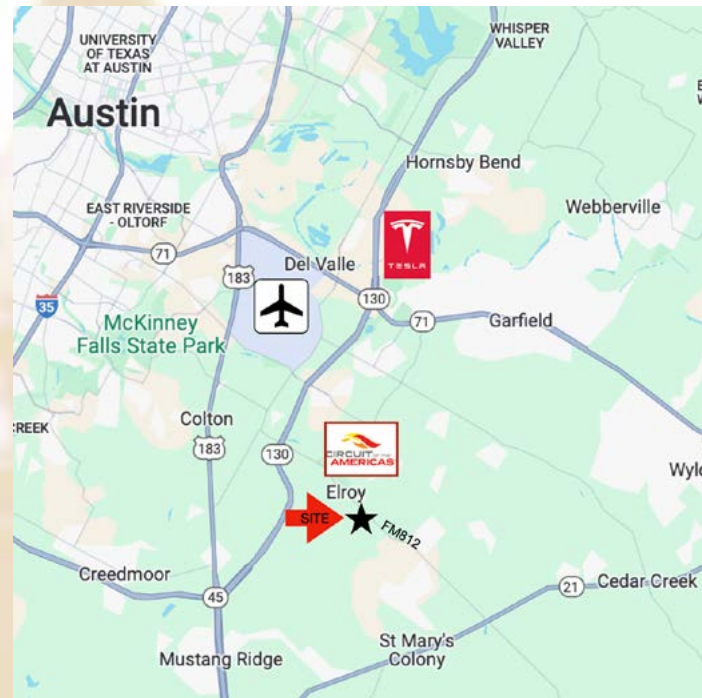 WHISPER
VALLEY
UNIVERSITY
OF TEXAS
AT AUSTIN
Austin
Hornsby Bend
Webberville
EAST RIVERSIDE
- OLTORF
TESLA
71
183
Del Valle
35
130
McKinney
Falls State Park
71
Garfield
Colton
CREEK
183
130
CIRCUIT OF THE
AMERICAS
Elroy
SITE
FM812
Creedmoor
45
21
Cedar Creek
Mustang Ridge
St Mary's
Colony